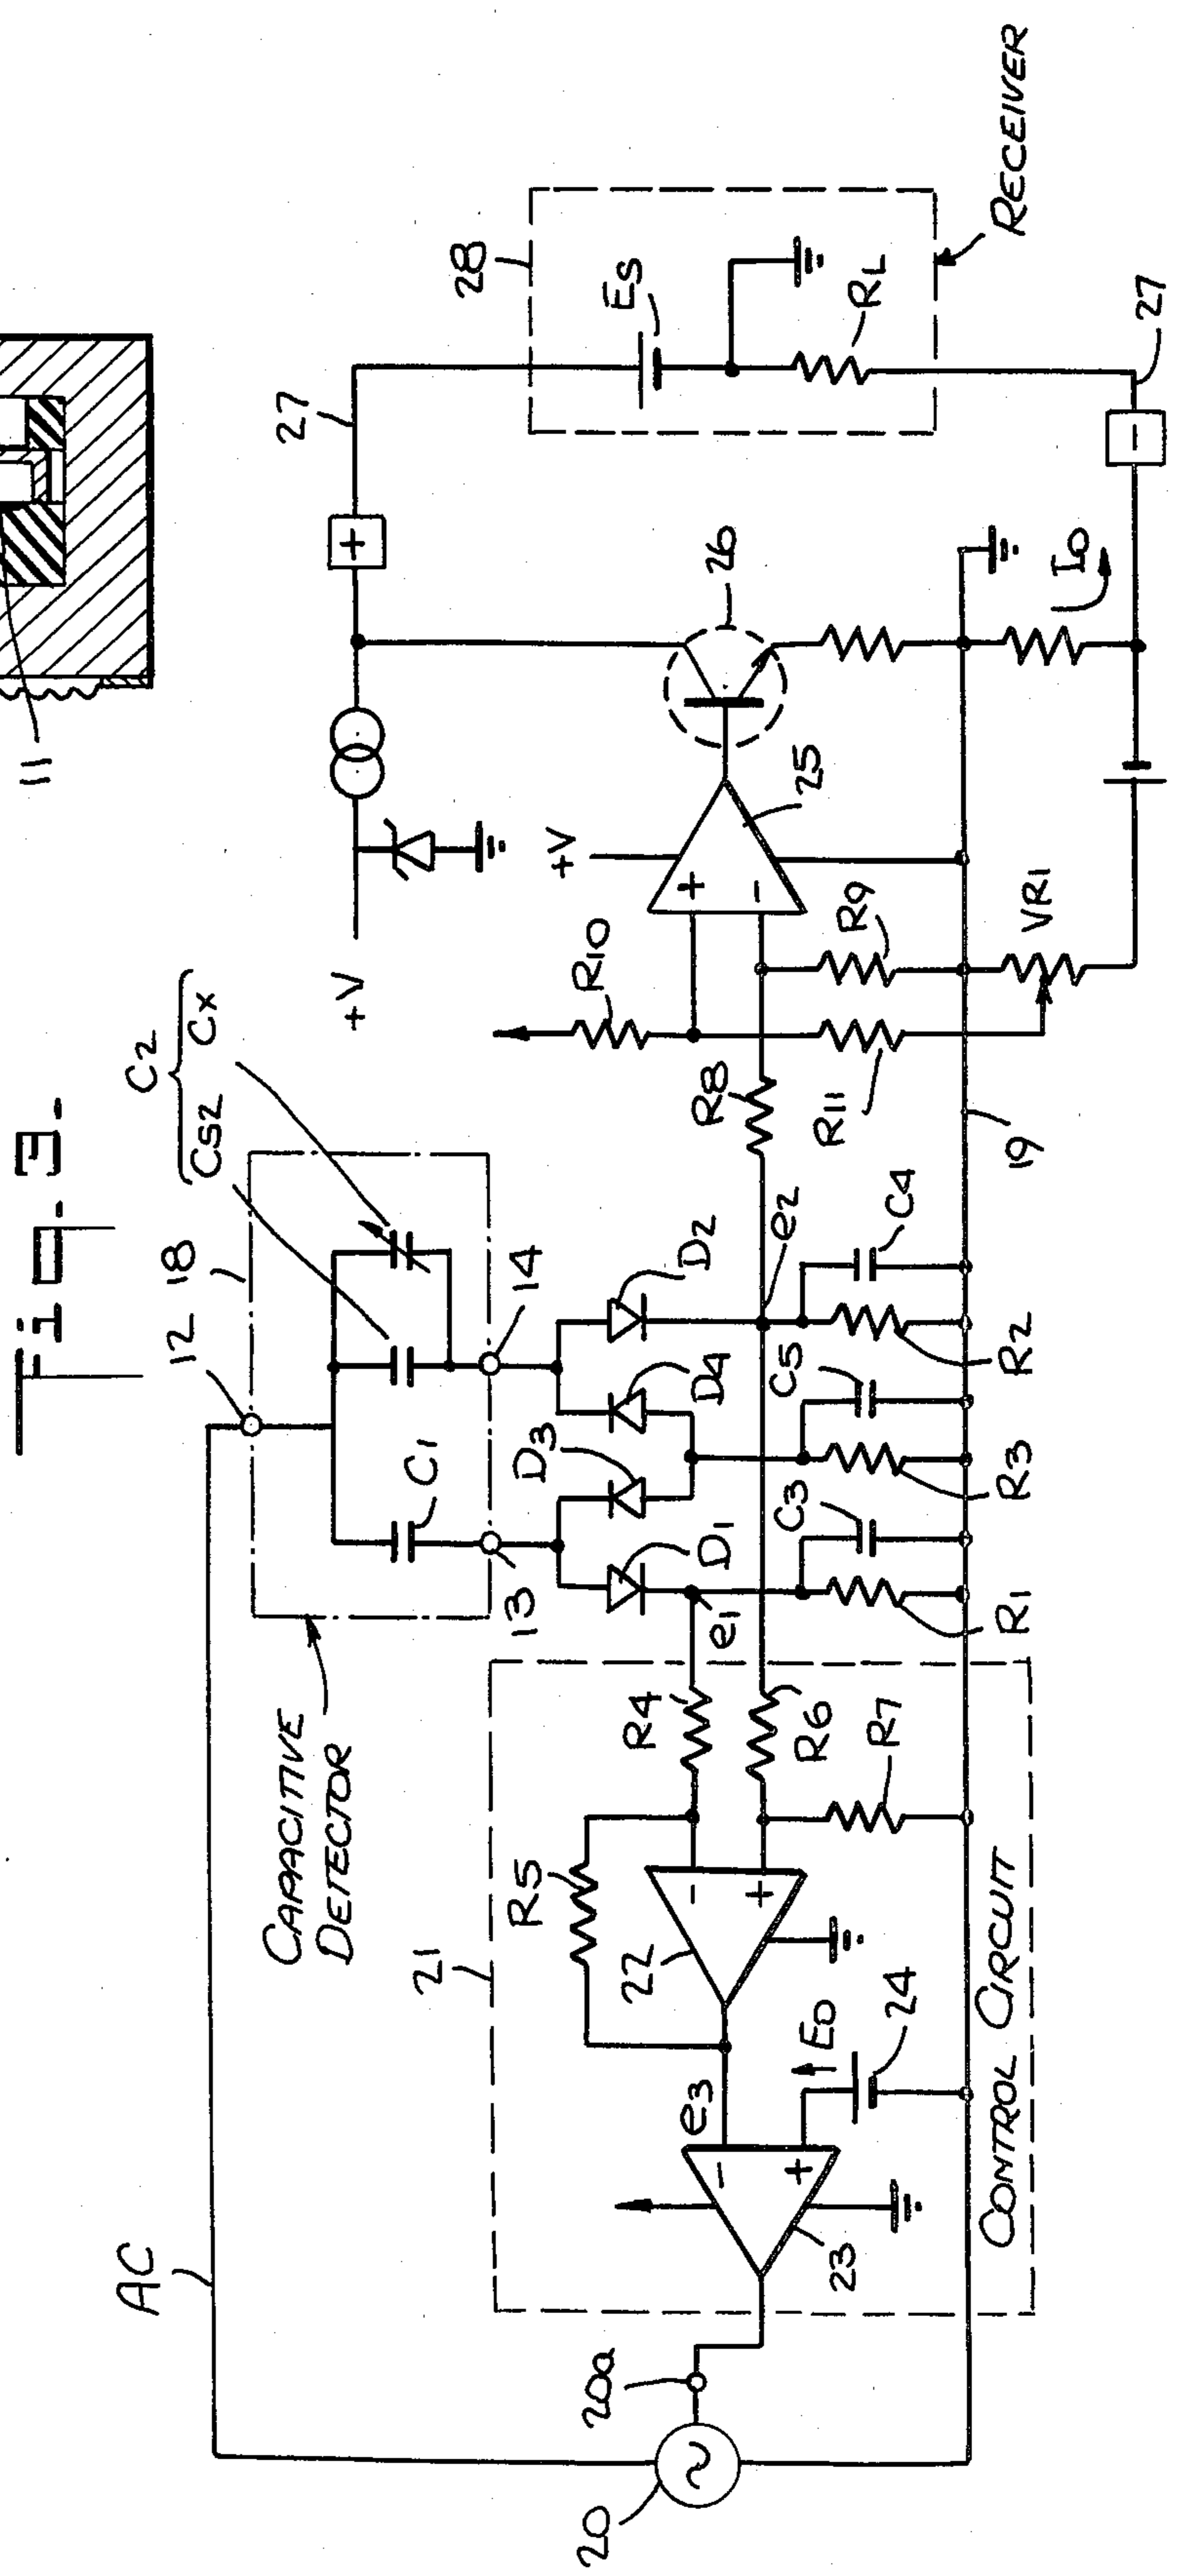 11
Fig. 3.
AC
12
18
C2
Cs2 Cx
+V
27
28
CAPACITIVE
DETECTOR
C1
13
14
+
Es
RL
RECEIVER
21
R5
R4
e1
D1
D3
D4
D2
R10
+V
26
20
20a
e3
22
-
+
R6
e2
R8
+
-
25
-
+
23
E0
24
R7
R1
C3
R3
C5
R2
C4
R11
R9
19
I0
CONTROL CIRCUIT
VR1
-
27